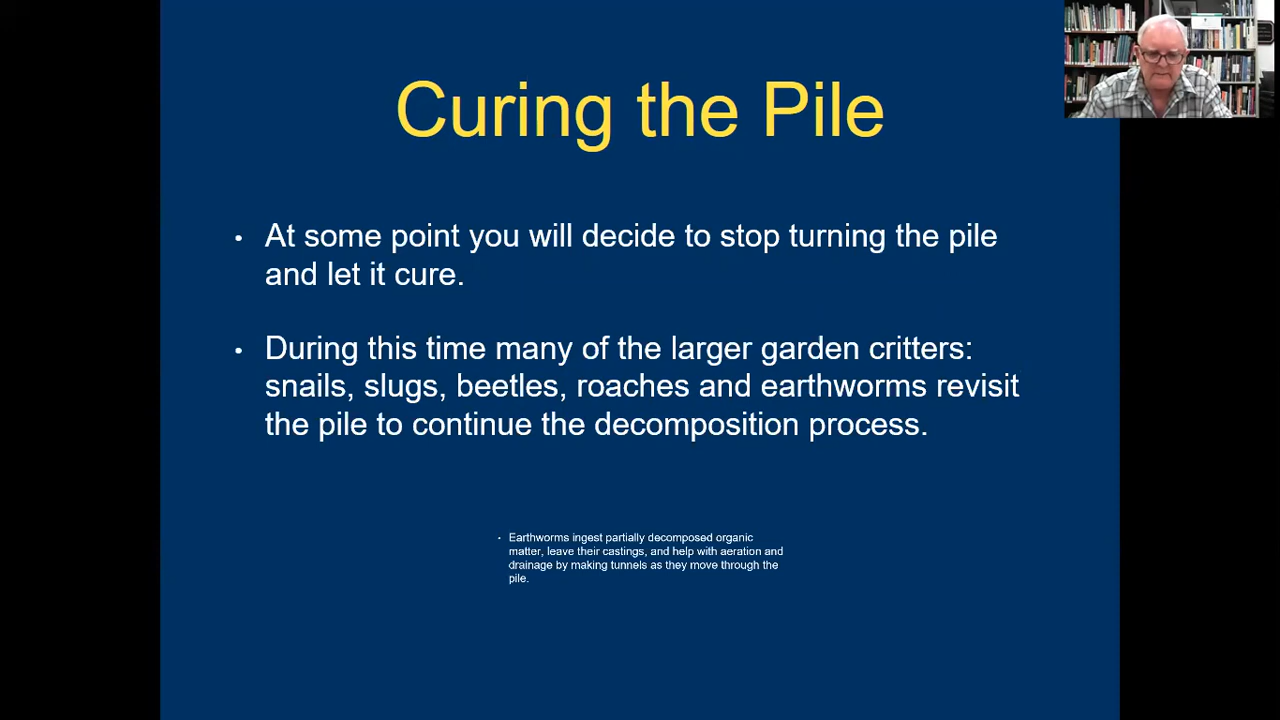 Curing the Pile
• At some point you will decide to stop turning the pile
and let it cure.
• During this time many of the larger garden critters:
snails, slugs, beetles, roaches and earthworms revisit
the pile to continue the decomposition process.
• Earthworms ingest partially decomposed organic
matter, leave their castings, and help with aeration and
drainage by making tunnels as they move through the
pile.